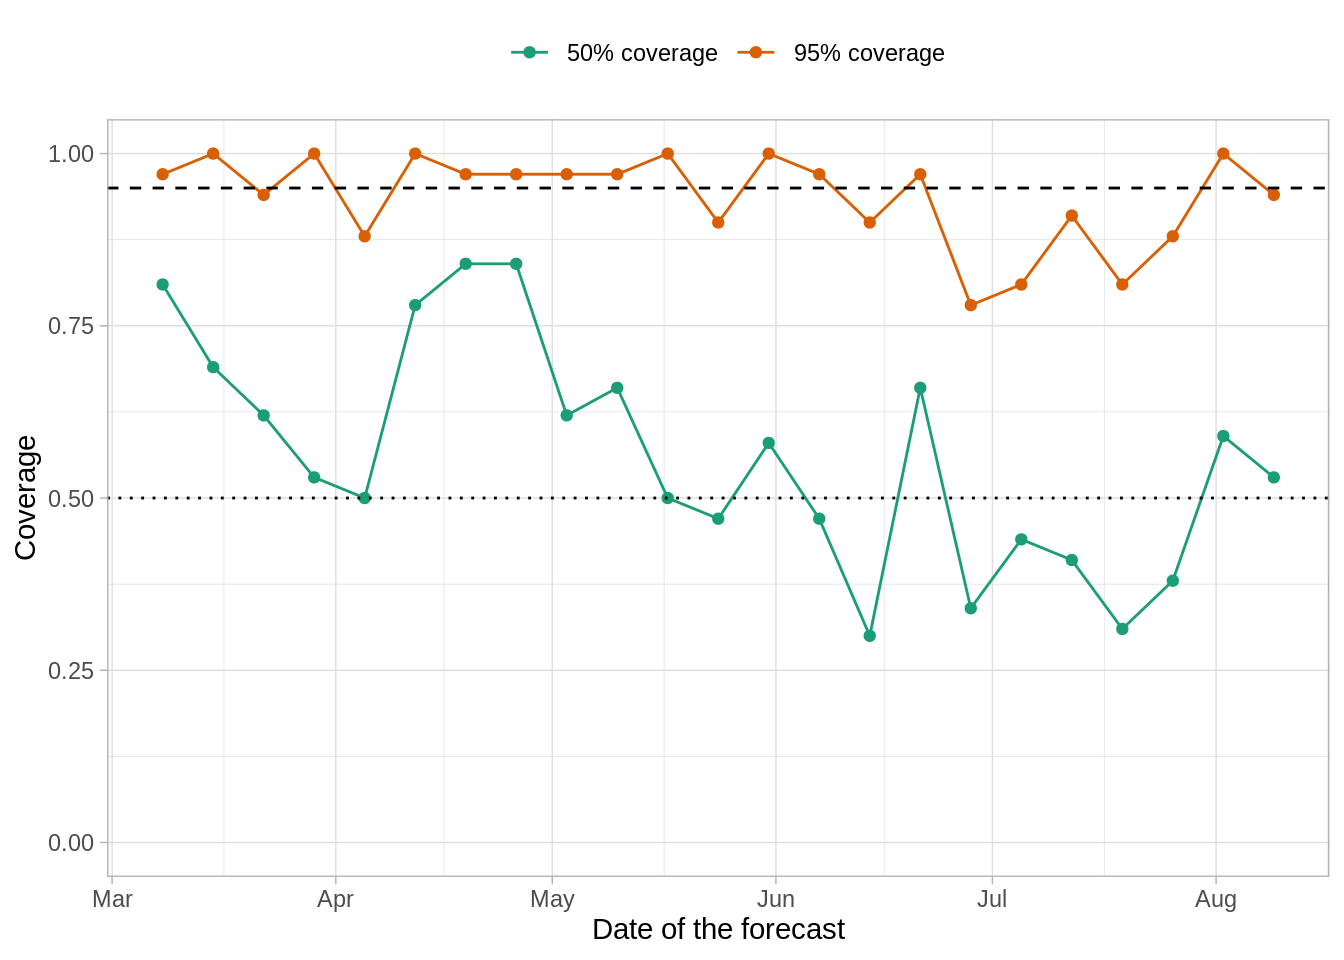 50% coverage 95% coverage
1.00
0.75
0.50
0.25
0.00
Coverage
Mar Apr May Jun Jul Aug
Date of the forecast